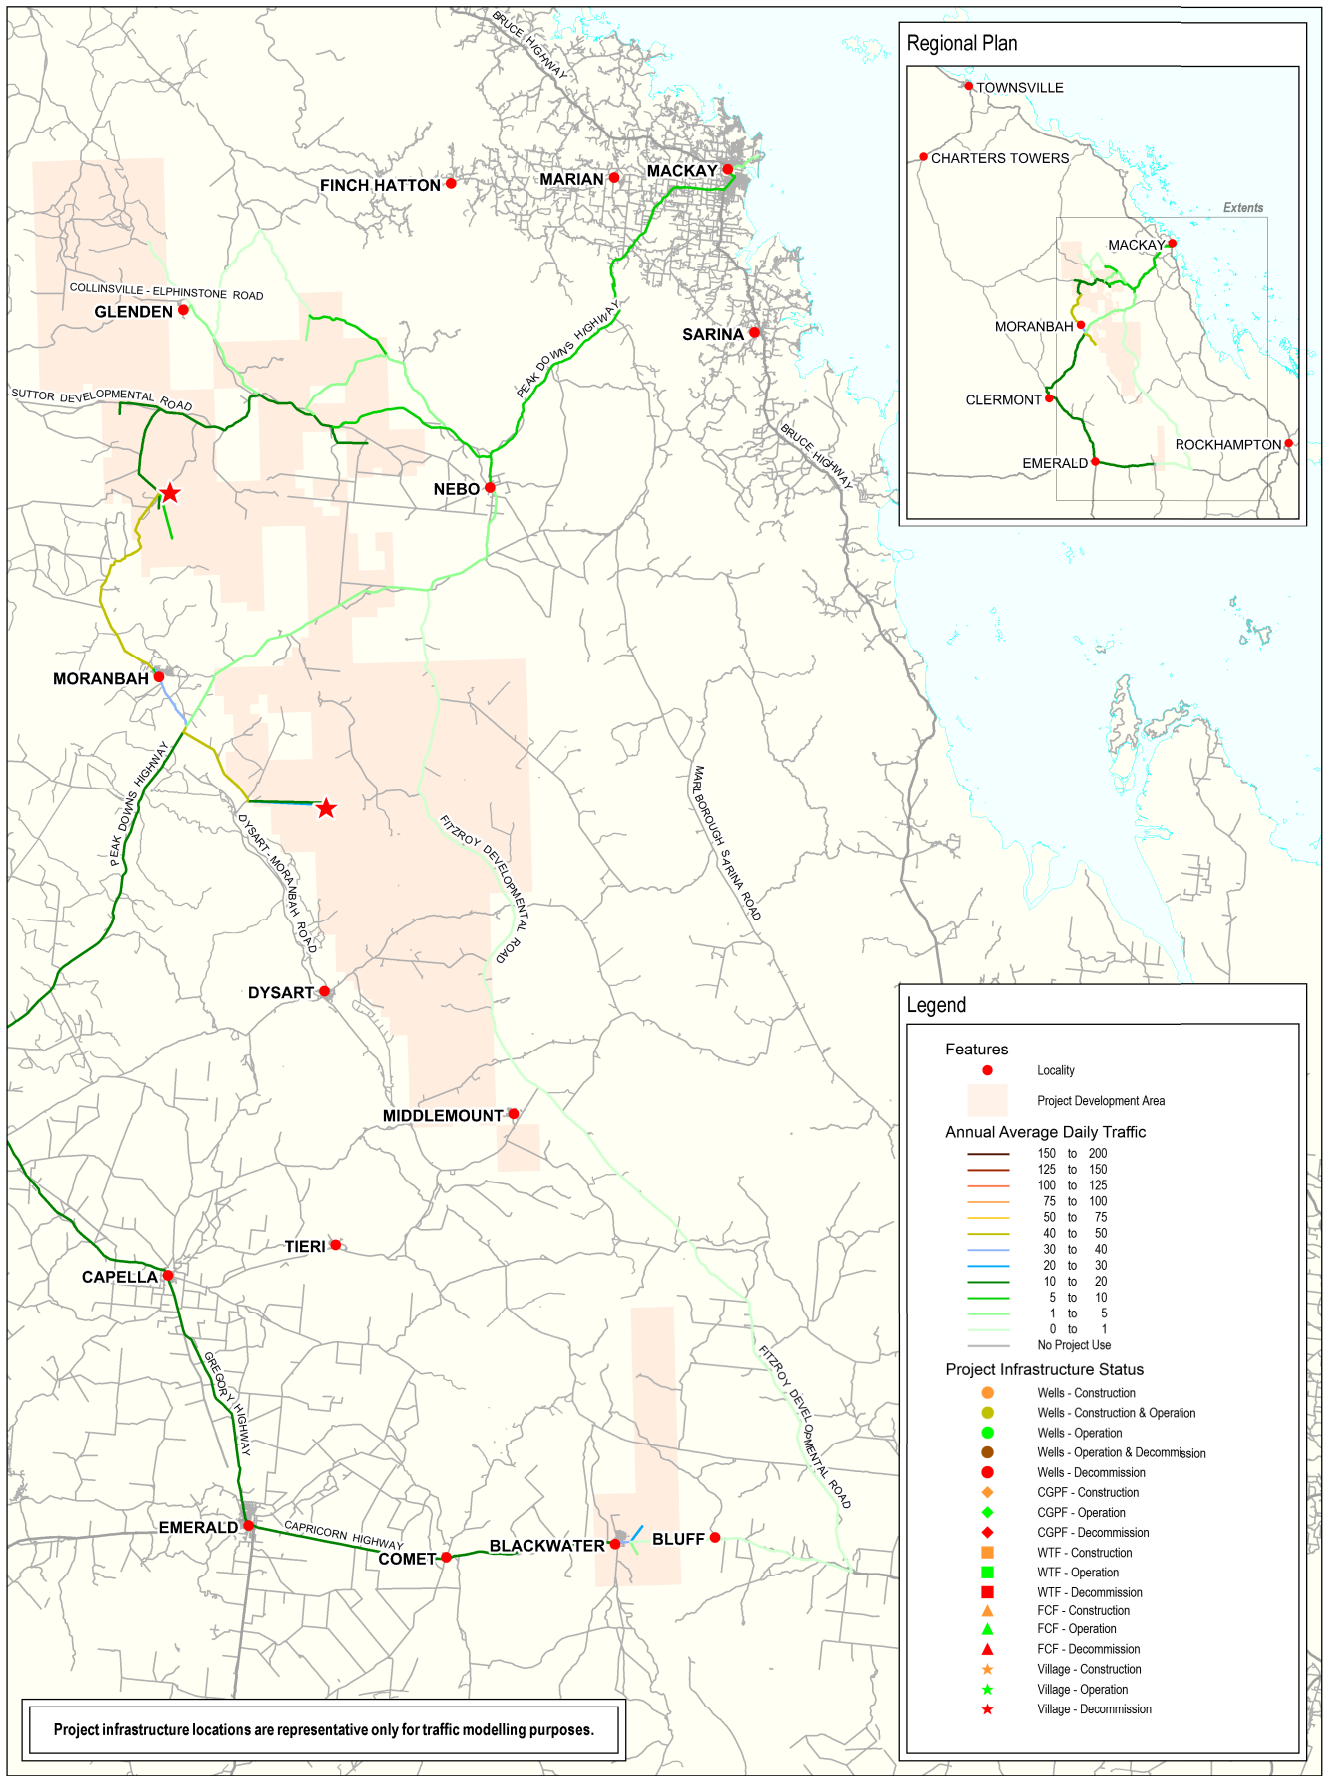 BRUCE HIGHWAY
FINCH HATTON
MARIAN
MACKAY
COLLINSVILLE - ELPHINSTONE ROAD
GLENDEN
PEAK DOWNS HIGHWAY
SARINA
SUTTOR DEVELOPMENTAL ROAD
BRUCE HIGHWAY
NEBO
MORANBAH
PEAK DOWNS HIGHWAY
DYSART - MORANBAH ROAD
FITZROY DEVELOPMENTAL ROAD
MARLBOROUGH SARINA ROAD
DYSART
MIDDLEMOUNT
TIERI
CAPELLA
GREGORY HIGHWAY
FITZROY DEVELOPMENTAL ROAD
EMERALD
CAPRICORN HIGHWAY
COMET
BLACKWATER
BLUFF
Project infrastructure locations are representative only for traffic modelling purposes.
Regional Plan
TOWNSVILLE
CHARTERS TOWERS
Extents
MACKAY
MORANBAH
CLERMONT
ROCKHAMPTON
EMERALD
Legend
Features
Locality
Project Development Area
Annual Average Daily Traffic
150 to 200
125 to 150
100 to 125
75 to 100
50 to 75
40 to 50
30 to 40
20 to 30
10 to 20
5 to 10
1 to 5
0 to 1
No Project Use
Project Infrastructure Status
Wells - Construction
Wells - Construction & Operation
Wells - Operation
Wells - Operation & Decommission
Wells - Decommission
CGPF - Construction
CGPF - Operation
CGPF - Decommission
WTF - Construction
WTF - Operation
WTF - Decommission
FCF - Construction
FCF - Operation
FCF - Decommission
Village - Construction
Village - Operation
Village - Decommission